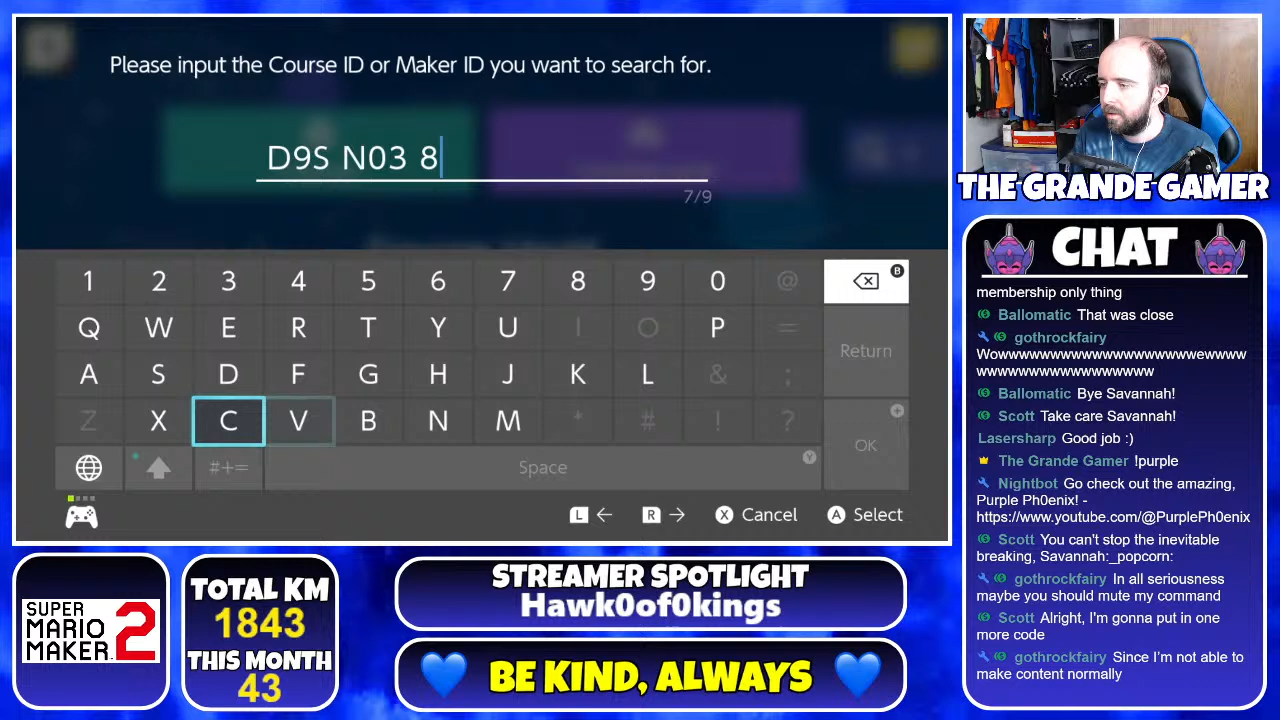 Please input the Course ID or Maker ID you want to search for.
D9S N03 8
7/9
1 2 3 4 5 6 7 8 9 0 @
B
Q W E R T Y U I O P =
Return
A S D F G H J K L & ;
Z X C V B N M * # ! ?
+
OK
#+=
Space
Y
L ← R → X Cancel A Select
THE GRANDE GAMER
CHAT
membership only thing
Ballomatic That was close
gothrockfairy
Wowwwwwwwwwwwwwwwwwwewwww
wwwwwwwwwwwwwwwwww
Ballomatic Bye Savannah!
Scott Take care Savannah!
Lasersharp Good job :)
The Grande Gamer !purple
Nightbot Go check out the amazing,
Purple Ph0enix! -
https://www.youtube.com/@PurplePh0enix
Scott You can't stop the inevitable
breaking, Savannah:_popcorn:
gothrockfairy In all seriousness
maybe you should mute my command
Scott Alright, I'm gonna put in one
more code
gothrockfairy Since I'm not able to
make content normally
SUPER
MARIO
MAKER 2
TOTAL KM
1843
THIS MONTH
43
STREAMER SPOTLIGHT
Hawk0of0kings
BE KIND, ALWAYS